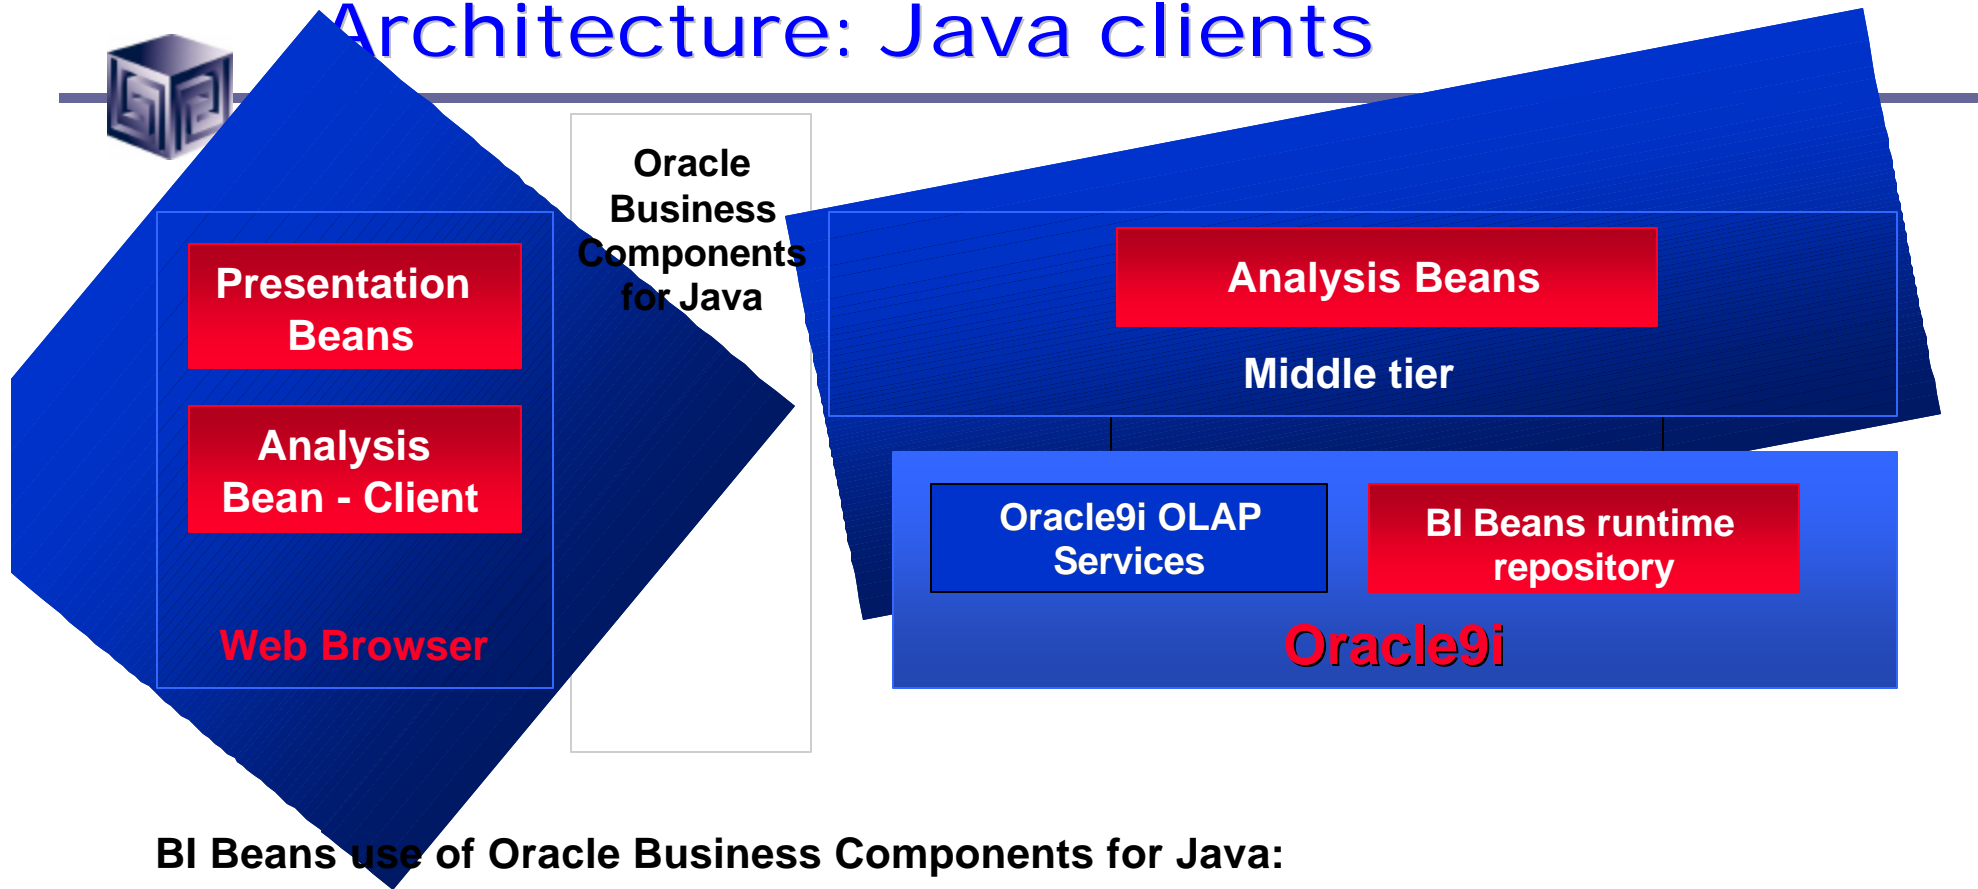 Architecture: Java clients
Oracle
Business
Components
for Java
Presentation
Beans
Analysis
Bean - Client
Web Browser
Analysis Beans
Middle tier
Oracle9i OLAP
Services
BI Beans runtime
repository
Oracle9i
BI Beans use of Oracle Business Components for Java: